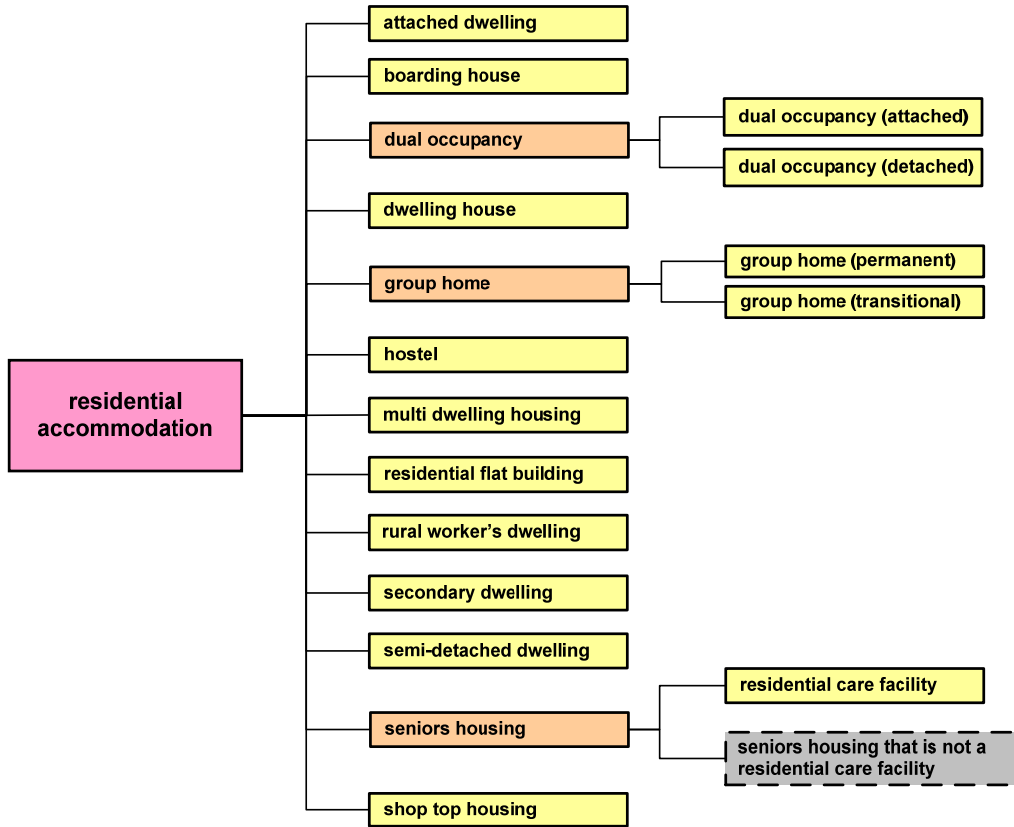 attached dwelling
boarding house
dual occupancy
dual occupancy (attached)
dual occupancy (detached)
dwelling house
group home
group home (permanent)
group home (transitional)
hostel
residential
accommodation
multi dwelling housing
residential flat building
rural worker’s dwelling
secondary dwelling
semi-detached dwelling
seniors housing
residential care facility
seniors housing that is not a
residential care facility
shop top housing